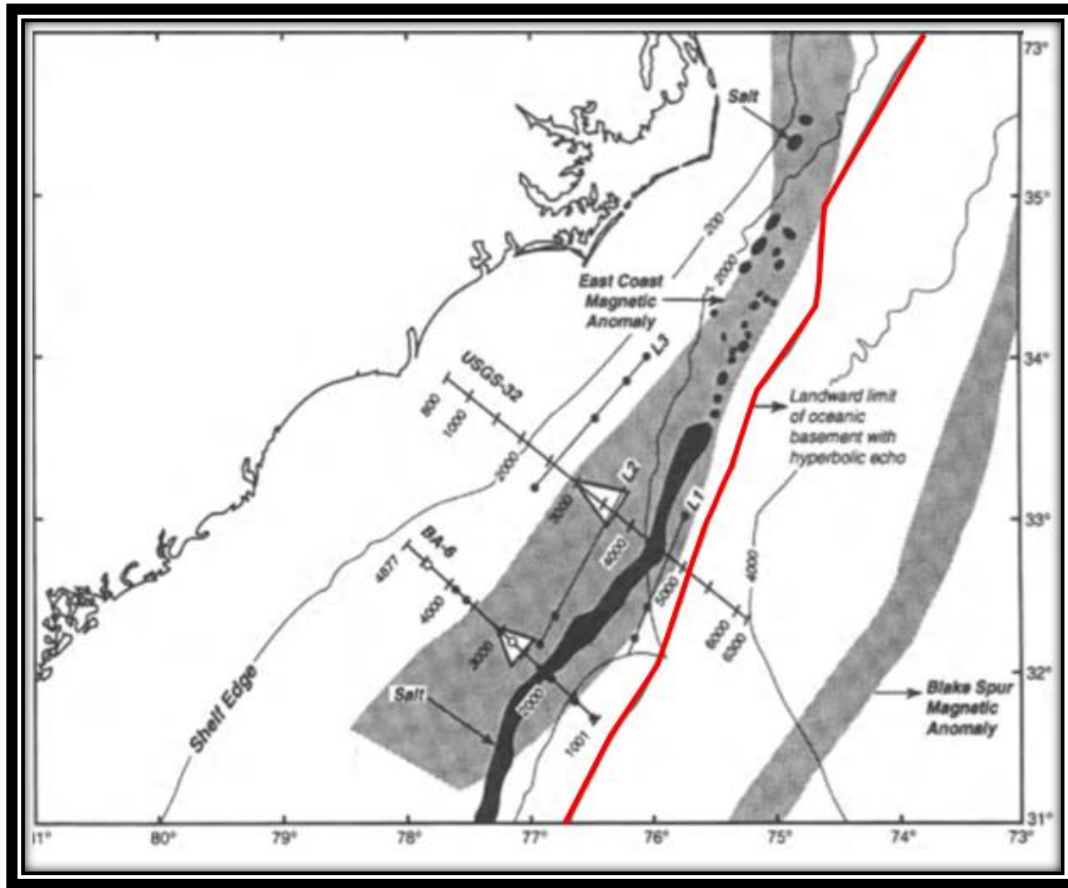 73°
35°
34°
33°
32°
31°
Salt
200
2000
East Coast
Magnetic
Anomaly
L3
USGS-32
800
1000
2000
3000
4000
5000
6000
6300
L2
L1
Landward limit
of oceanic
basement with
hyperbolic echo
4000
BA-6
4877
4000
3000
2000
1001
Salt
Shelf Edge
Blake Spur
Magnetic
Anomaly
31°
80°
79°
78°
77°
76°
75°
74°
73°